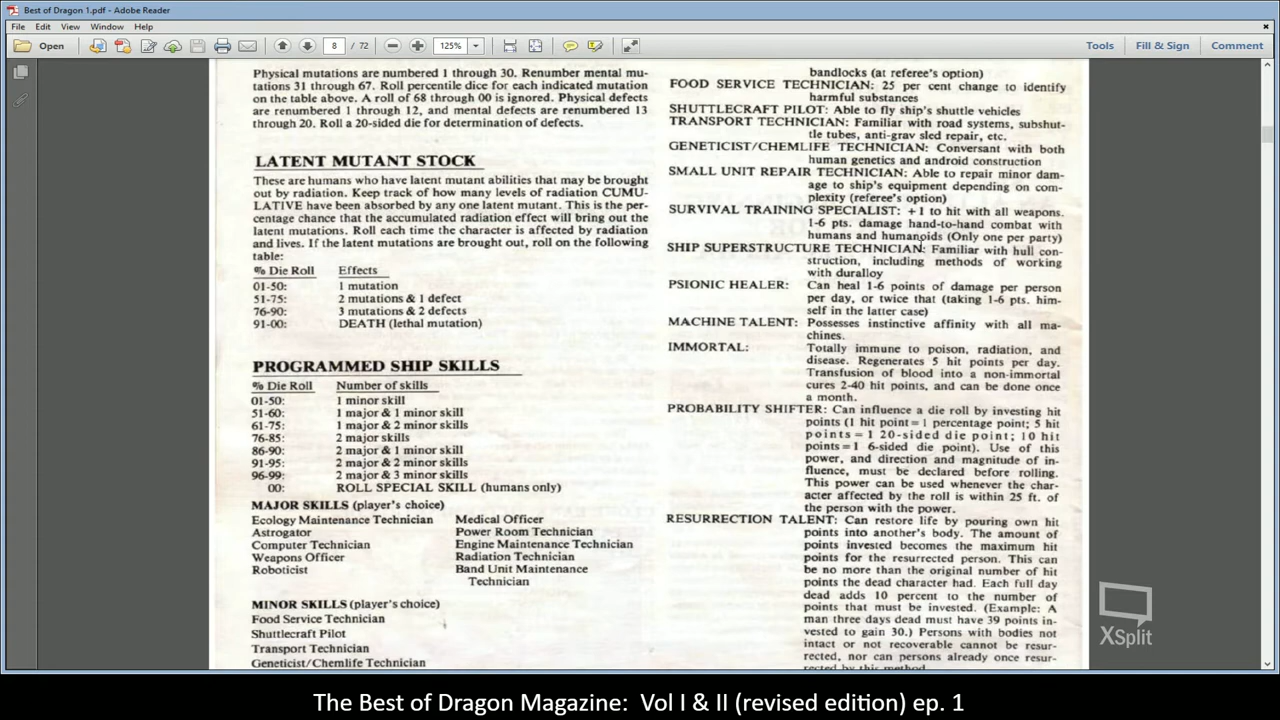 Best of Dragon 1.pdf - Adobe Reader
File Edit View Window Help
Open 8 / 72 125% Tools Fill & Sign Comment
Physical mutations are numbered 1 through 30. Renumber mental mu-
tations 31 through 67. Roll percentile dice for each indicated mutation
on the table above. A roll of 68 through 00 is ignored. Physical defects
are renumbered 1 through 12, and mental defects are renumbered 13
through 20. Roll a 20-sided die for determination of defects.
LATENT MUTANT STOCK
These are humans who have latent mutant abilities that may be brought
out by radiation. Keep track of how many levels of radiation CUMU-
LATIVE have been absorbed by any one latent mutant. This is the per-
centage chance that the accumulated radiation effect will bring out the
latent mutations. Roll each time the character is affected by radiation
and lives. If the latent mutations are brought out, roll on the following
table:
% Die Roll Effects
01-50: 1 mutation
51-75: 2 mutations & 1 defect
76-90: 3 mutations & 2 defects
91-00: DEATH (lethal mutation)
PROGRAMMED SHIP SKILLS
% Die Roll Number of skills
01-50: 1 minor skill
51-60: 1 major & 1 minor skill
61-75: 1 major & 2 minor skills
76-85: 2 major skills
86-90: 2 major & 1 minor skill
91-95: 2 major & 2 minor skills
96-99: 2 major & 3 minor skills
00: ROLL SPECIAL SKILL (humans only)
MAJOR SKILLS (player's choice)
Ecology Maintenance Technician Medical Officer
Astrogator Power Room Technician
Computer Technician Engine Maintenance Technician
Weapons Officer Radiation Technician
Roboticist Band Unit Maintenance
Technician
MINOR SKILLS (player's choice)
Food Service Technician
Shuttlecraft Pilot
Transport Technician
Geneticist/Chemlife Technician
bandlocks (at referee's option)
FOOD SERVICE TECHNICIAN: 25 per cent change to identify
harmful substances
SHUTTLECRAFT PILOT: Able to fly ship's shuttle vehicles
TRANSPORT TECHNICIAN: Familiar with road systems, subshut-
tle tubes, anti-grav sled repair, etc.
GENETICIST/CHEMLIFE TECHNICIAN: Conversant with both
human genetics and android construction
SMALL UNIT REPAIR TECHNICIAN: Able to repair minor dam-
age to ship's equipment depending on com-
plexity (referee's option)
SURVIVAL TRAINING SPECIALIST: +1 to hit with all weapons.
1-6 pts. damage hand-to-hand combat with
humans and humanoids (Only one per party)
SHIP SUPERSTRUCTURE TECHNICIAN: Familiar with hull con-
struction, including methods of working
with duralloy
PSIONIC HEALER: Can heal 1-6 points of damage per person
per day, or twice that (taking 1-6 pts. him-
self in the latter case)
MACHINE TALENT: Possesses instinctive affinity with all ma-
chines.
IMMORTAL: Totally immune to poison, radiation, and
disease. Regenerates 5 hit points per day.
Transfusion of blood into a non-immortal
cures 2-40 hit points, and can be done once
a month.
PROBABILITY SHIFTER: Can influence a die roll by investing hit
points (1 hit point=1 percentage point; 5 hit
points=1 20-sided die point; 10 hit
points=1 6-sided die point). Use of this
power, and direction and magnitude of in-
fluence, must be declared before rolling.
This power can be used whenever the char-
acter affected by the roll is within 25 ft. of
the person with the power.
RESURRECTION TALENT: Can restore life by pouring own hit
points into another's body. The amount of
points invested becomes the maximum hit
points for the resurrected person. This can
be no more than the original number of hit
points the dead character had. Each full day
dead adds 10 percent to the number of
points that must be invested. (Example: A
man three days dead must have 39 points in-
vested to gain 30.) Persons with bodies not
intact or not recoverable cannot be resur-
rected, nor can persons already once resur-
rected by this method.
XSplit
The Best of Dragon Magazine: Vol I & II (revised edition) ep. 1